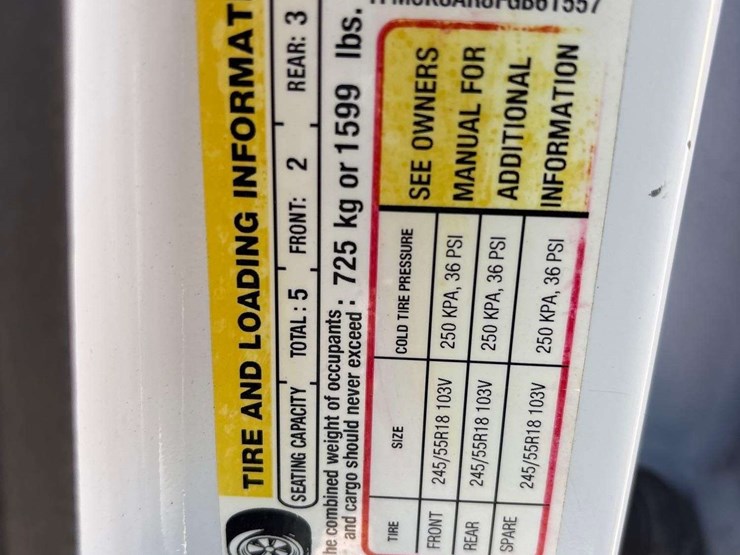 TIRE AND LOADING INFORMAT
SEATING CAPACITY TOTAL : 5 FRONT: 2 REAR: 3
he combined weight of occupants
and cargo should never exceed : 725 kg or 1599 lbs.
TIRE SIZE COLD TIRE PRESSURE
FRONT 245/55R18 103V 250 KPA, 36 PSI
REAR 245/55R18 103V 250 KPA, 36 PSI
SPARE 245/55R18 103V 250 KPA, 36 PSI
SEE OWNERS
MANUAL FOR
ADDITIONAL
INFORMATION